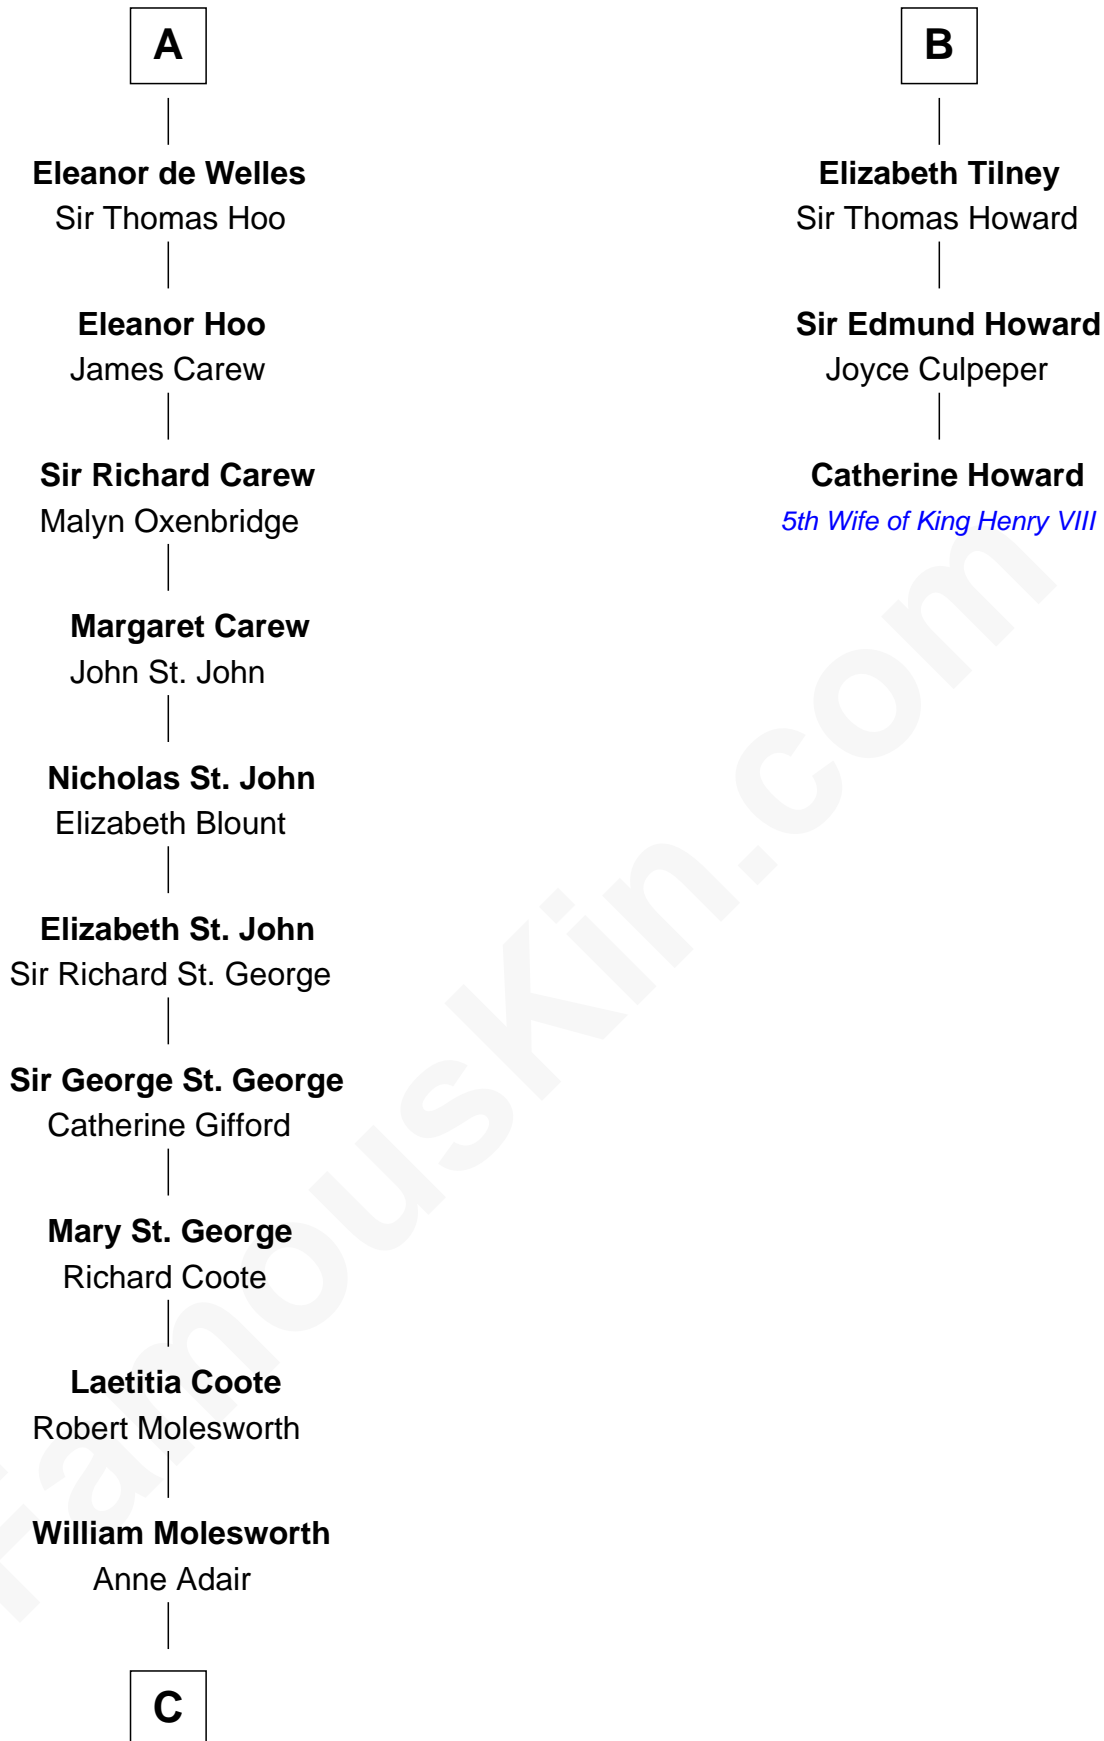 A
Eleanor de Welles
Sir Thomas Hoo
Eleanor Hoo
James Carew
Sir Richard Carew
Malyn Oxenbridge
Margaret Carew
John St. John
Nicholas St. John
Elizabeth Blount
Elizabeth St. John
Sir Richard St. George
Sir George St. George
Catherine Gifford
Mary St. George
Richard Coote
Laetitia Coote
Robert Molesworth
William Molesworth
Anne Adair
C
B
Elizabeth Tilney
Sir Thomas Howard
Sir Edmund Howard
Joyce Culpeper
Catherine Howard
5th Wife of King Henry VIII
FamousKin.com